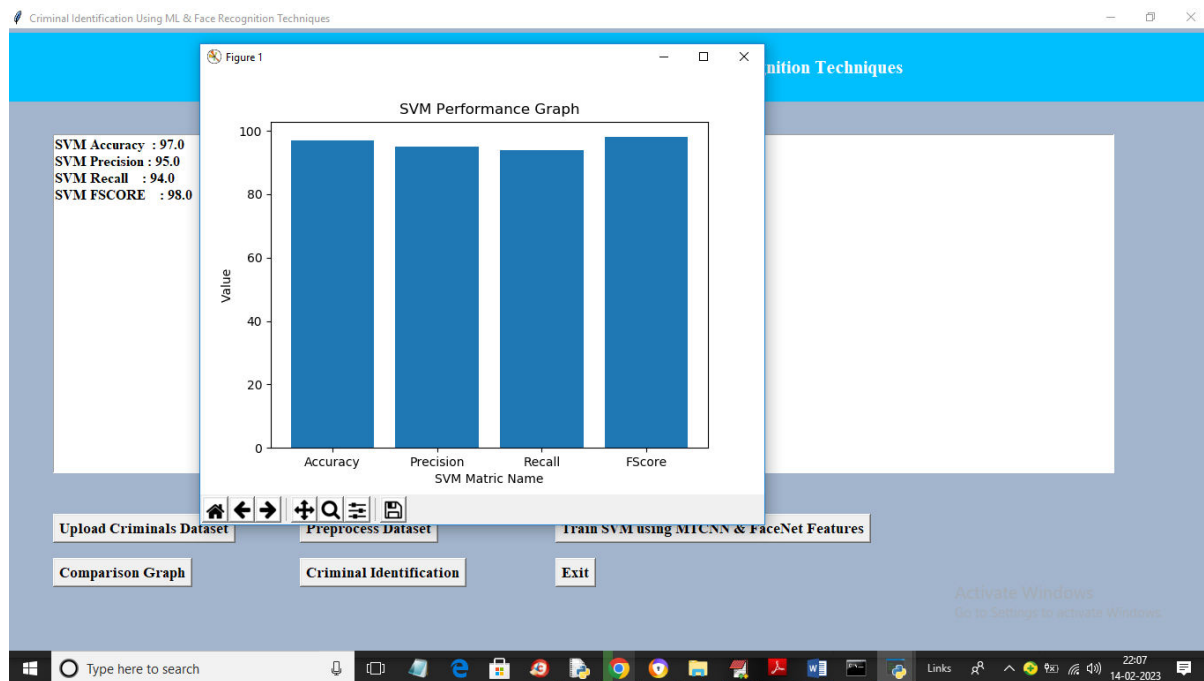 Criminal Identification Using ML & Face Recognition Techniques
Figure 1
nition Techniques
SVM Accuracy : 97.0
SVM Precision : 95.0
SVM Recall : 94.0
SVM FSCORE : 98.0
SVM Performance Graph
100
80
60
40
20
0
Value
Accuracy Precision Recall FScore
SVM Matric Name
Upload Criminals Dataset Preprocess Dataset Train SVM using MTCNN & FaceNet Features
Comparison Graph Criminal Identification Exit
Activate Windows
Go to Settings to activate Windows.
Type here to search
Links
22:07
14-02-2023